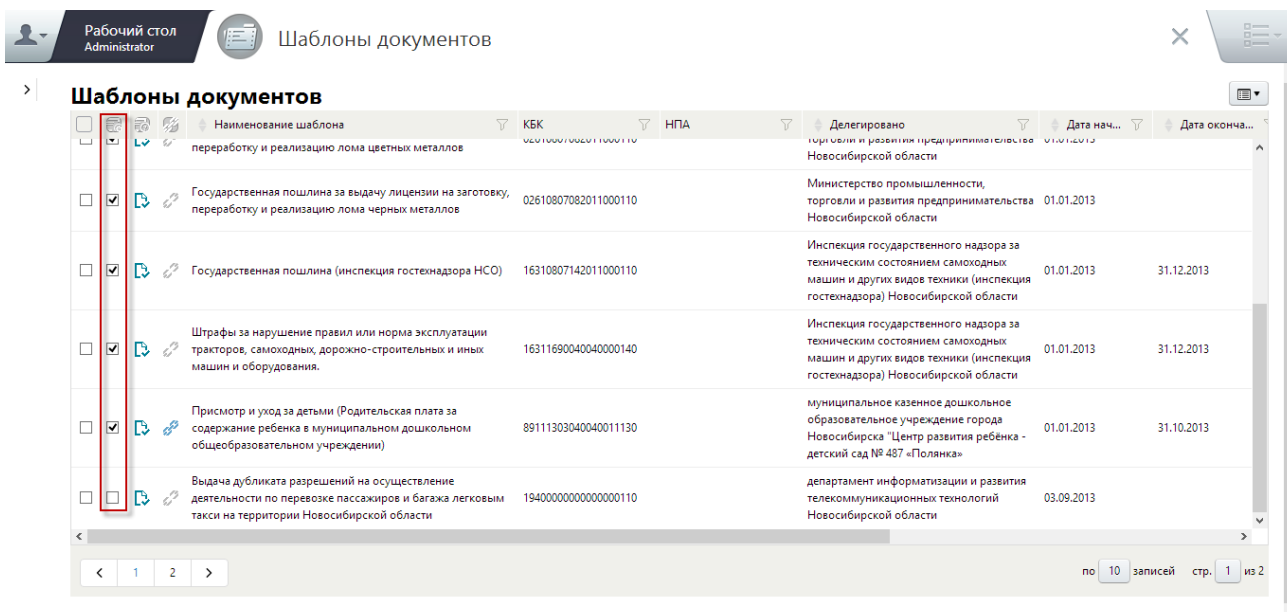 Рабочий стол
Administrator
Шаблоны документов
Шаблоны документов
Наименование шаблона КБК НПА Делегировано Дата нач... Дата оконча...
переработку и реализацию лома цветных металлов
торговли и развития предпринимательства
Новосибирской области
02610807082011000110 01.01.2013
Государственная пошлина за выдачу лицензии на заготовку,
переработку и реализацию лома черных металлов
02610807082011000110
Министерство промышленности,
торговли и развития предпринимательства
Новосибирской области
01.01.2013
Государственная пошлина (инспекция гостехнадзора НСО)
16310807142011000110
Инспекция государственного надзора за
техническим состоянием самоходных
машин и других видов техники (инспекция
гостехнадзора) Новосибирской области
01.01.2013
31.12.2013
Штрафы за нарушение правил или норма эксплуатации
тракторов, самоходных, дорожно-строительных и иных
машин и оборудования.
16311690040040000140
Инспекция государственного надзора за
техническим состоянием самоходных
машин и других видов техники (инспекция
гостехнадзора) Новосибирской области
01.01.2013
31.12.2013
Присмотр и уход за детьми (Родительская плата за
содержание ребенка в муниципальном дошкольном
общеобразовательном учреждении)
89111303040040011130
муниципальное казенное дошкольное
образовательное учреждение города
Новосибирска "Центр развития ребёнка -
детский сад № 487 «Полянка»
01.01.2013
31.10.2013
Выдача дубликата разрешений на осуществление
деятельности по перевозке пассажиров и багажа легковым
такси на территории Новосибирской области
19400000000000000110
департамент информатизации и развития
телекоммуникационных технологий
Новосибирской области
03.09.2013
1 2
по 10 записей стр. 1 из 2